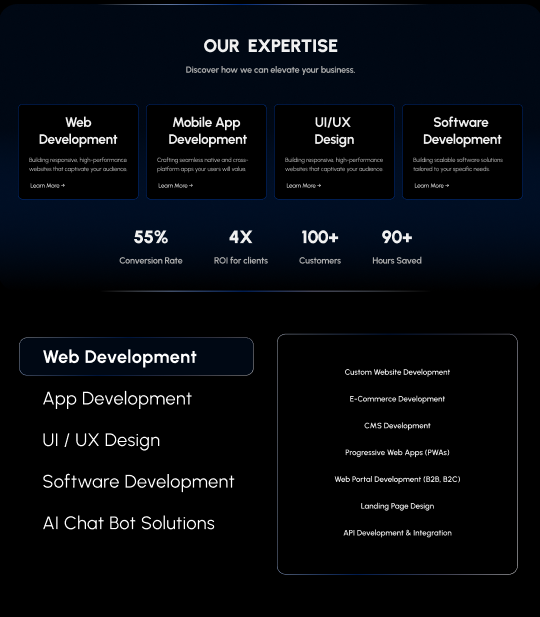 OUR EXPERTISE
Discover how we can elevate your business.
Web
Development
Building responsive, high-performance
websites that captivate your audience.
Learn More →
Mobile App
Development
Crafting seamless native and cross-
platform apps your users will value.
Learn More →
UI/UX
Design
Building responsive, high-performance
websites that captivate your audience.
Learn More →
Software
Development
Building scalable software solutions
tailored to your specific needs.
Learn More →
55%
Conversion Rate
4X
ROI for clients
100+
Customers
90+
Hours Saved
Web Development
App Development
UI / UX Design
Software Development
AI Chat Bot Solutions
Custom Website Development
E-Commerce Development
CMS Development
Progressive Web Apps (PWAs)
Web Portal Development (B2B, B2C)
Landing Page Design
API Development & Integration